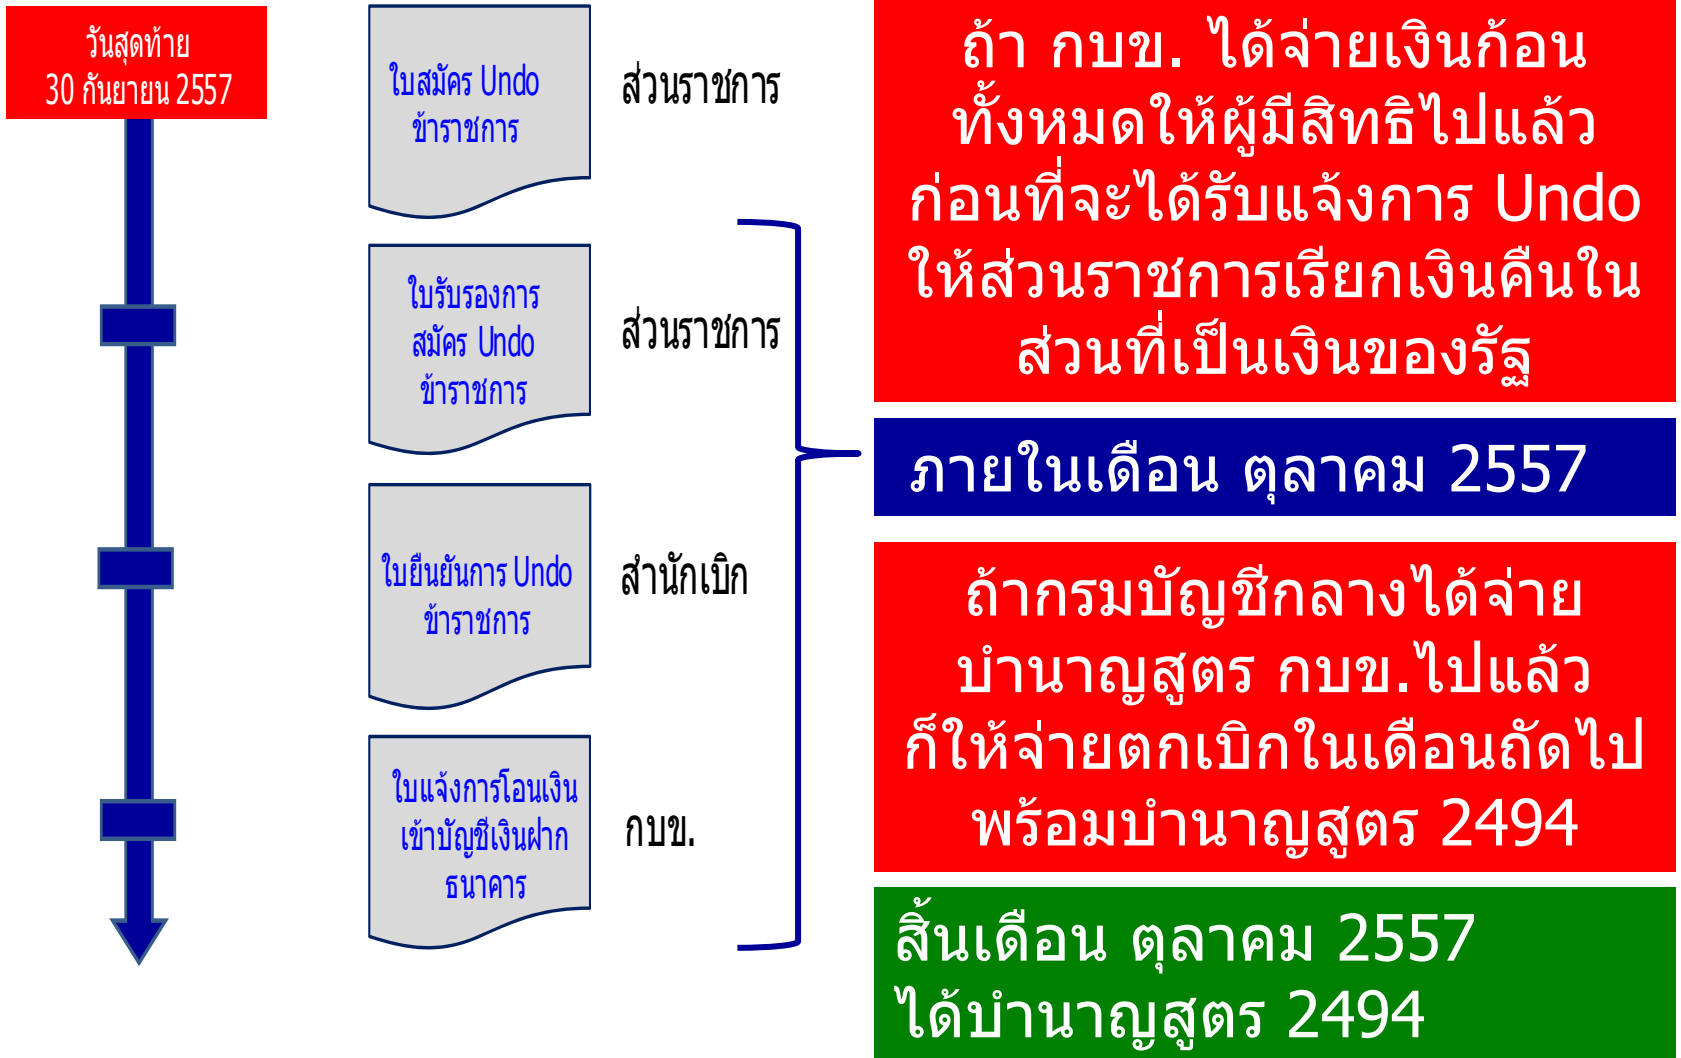 วันสุดท้าย
30 กันยายน 2557
ใบสมัคร Undo
ข้าราชการ
ส่วนราชการ
ใบรับรองการ
สมัคร Undo
ข้าราชการ
ส่วนราชการ
ใบยืนยันการ Undo
ข้าราชการ
สำนักเบิก
ใบแจ้งการโอนเงิน
เข้าบัญชีเงินฝาก
ธนาคาร
กบข.
ถ้า กบข. ได้จ่ายเงินก้อน
ทั้งหมดให้ผู้มีสิทธิไปแล้ว
ก่อนที่จะได้รับแจ้งการ Undo
ให้ส่วนราชการเรียกเงินคืนใน
ส่วนที่เป็นเงินของรัฐ
ภายในเดือน ตุลาคม 2557
ถ้ากรมบัญชีกลางได้จ่าย
บำนาญสูตร กบข.ไปแล้ว
ก็ให้จ่ายตกเบิกในเดือนถัดไป
พร้อมบำนาญสูตร 2494
สิ้นเดือน ตุลาคม 2557
ได้บำนาญสูตร 2494